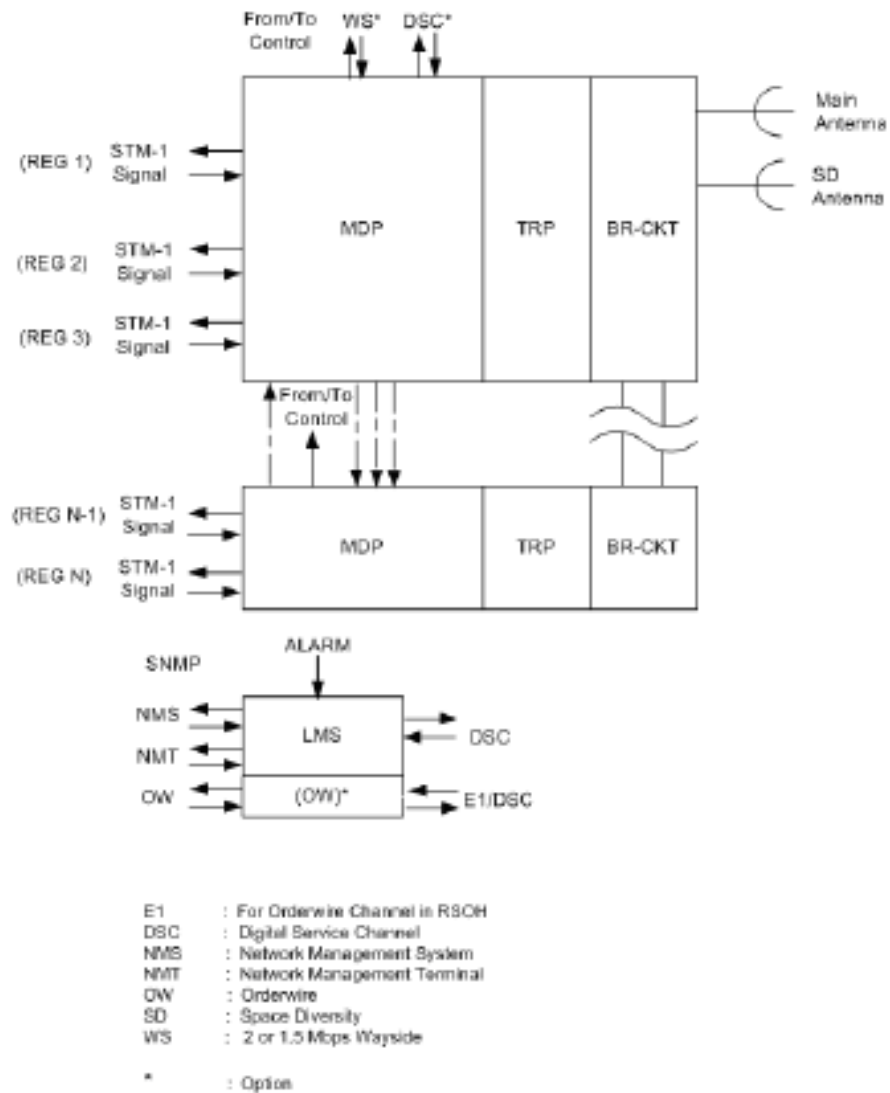 From/To
Control
WS*
DSC*
Main
Antenna
(REG 1)
STM-1
Signal
SD
Antenna
MDP
TRP
BR-CKT
(REG 2)
STM-1
Signal
(REG 3)
STM-1
Signal
From/To
Control
(REG N-1)
STM-1
Signal
MDP
TRP
BR-CKT
(REG N)
STM-1
Signal
ALARM
SNMP
NMS
LMS
DSC
NMT
OW
(OW)*
E1/DSC
E1 : For Orderwire Channel in RSOH
DSC : Digital Service Channel
NMS : Network Management System
NMT : Network Management Terminal
OW : Orderwire
SD : Space Diversity
WS : 2 or 1.5 Mbps Wayside
* : Option